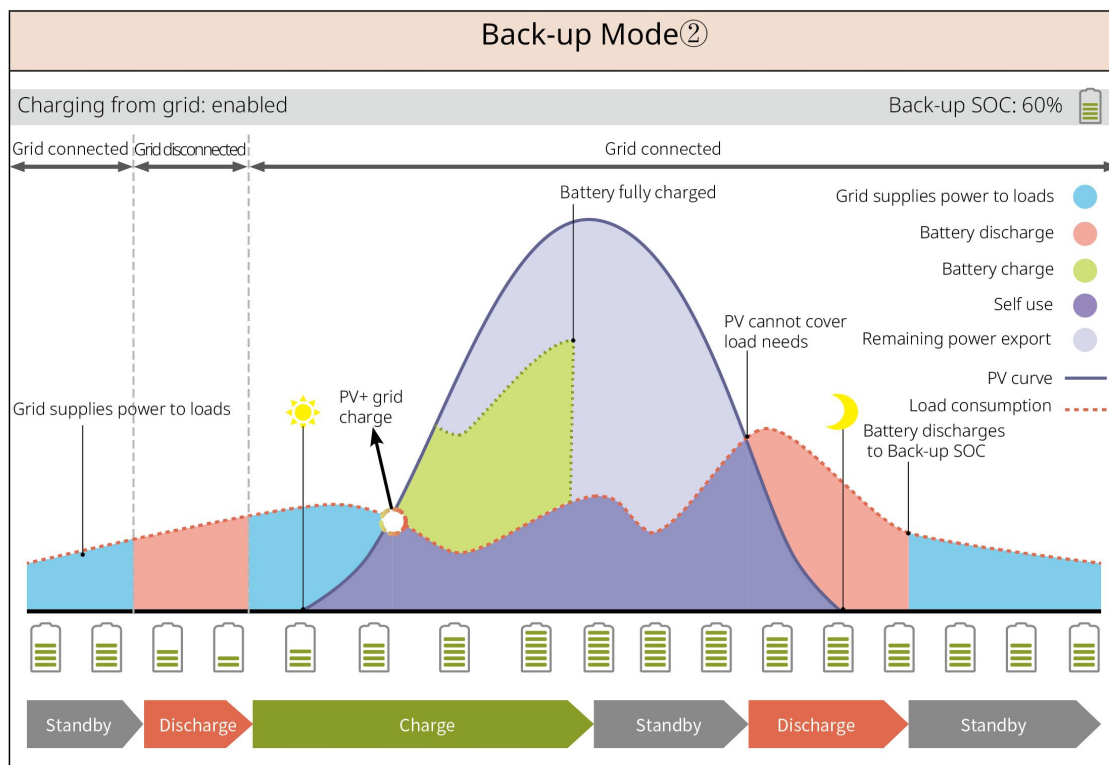 Back-up Mode②
Charging from grid: enabled
Back-up SOC: 60%
Grid connected
Grid disconnected
Grid connected
Battery fully charged
Grid supplies power to loads
Battery discharge
Battery charge
Self use
Remaining power export
PV curve
Load consumption
PV cannot cover
load needs
PV+ grid
charge
Grid supplies power to loads
Battery discharges
to Back-up SOC
Standby
Discharge
Charge
Standby
Discharge
Standby